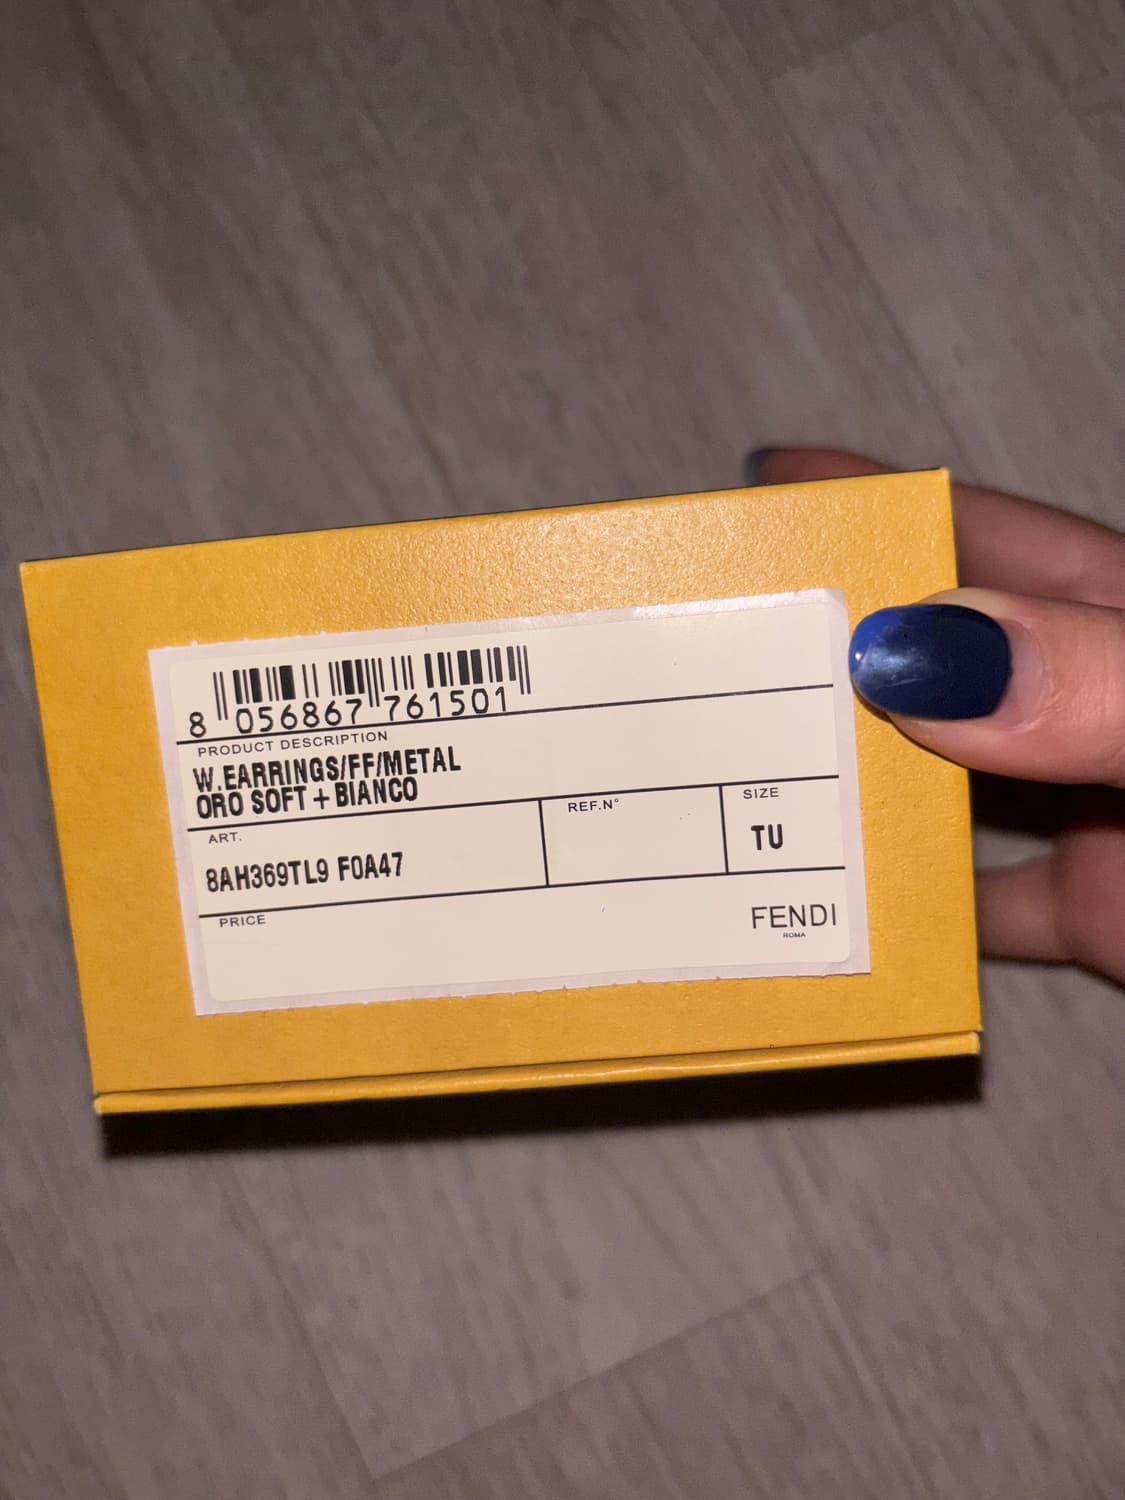 8 056867 761501
PRODUCT DESCRIPTION
W.EARRINGS/FF/METAL
ORO SOFT + BIANCO
ART.
8AH369TL9 F0A47
REF.N°
SIZE
TU
PRICE
FENDI
ROMA